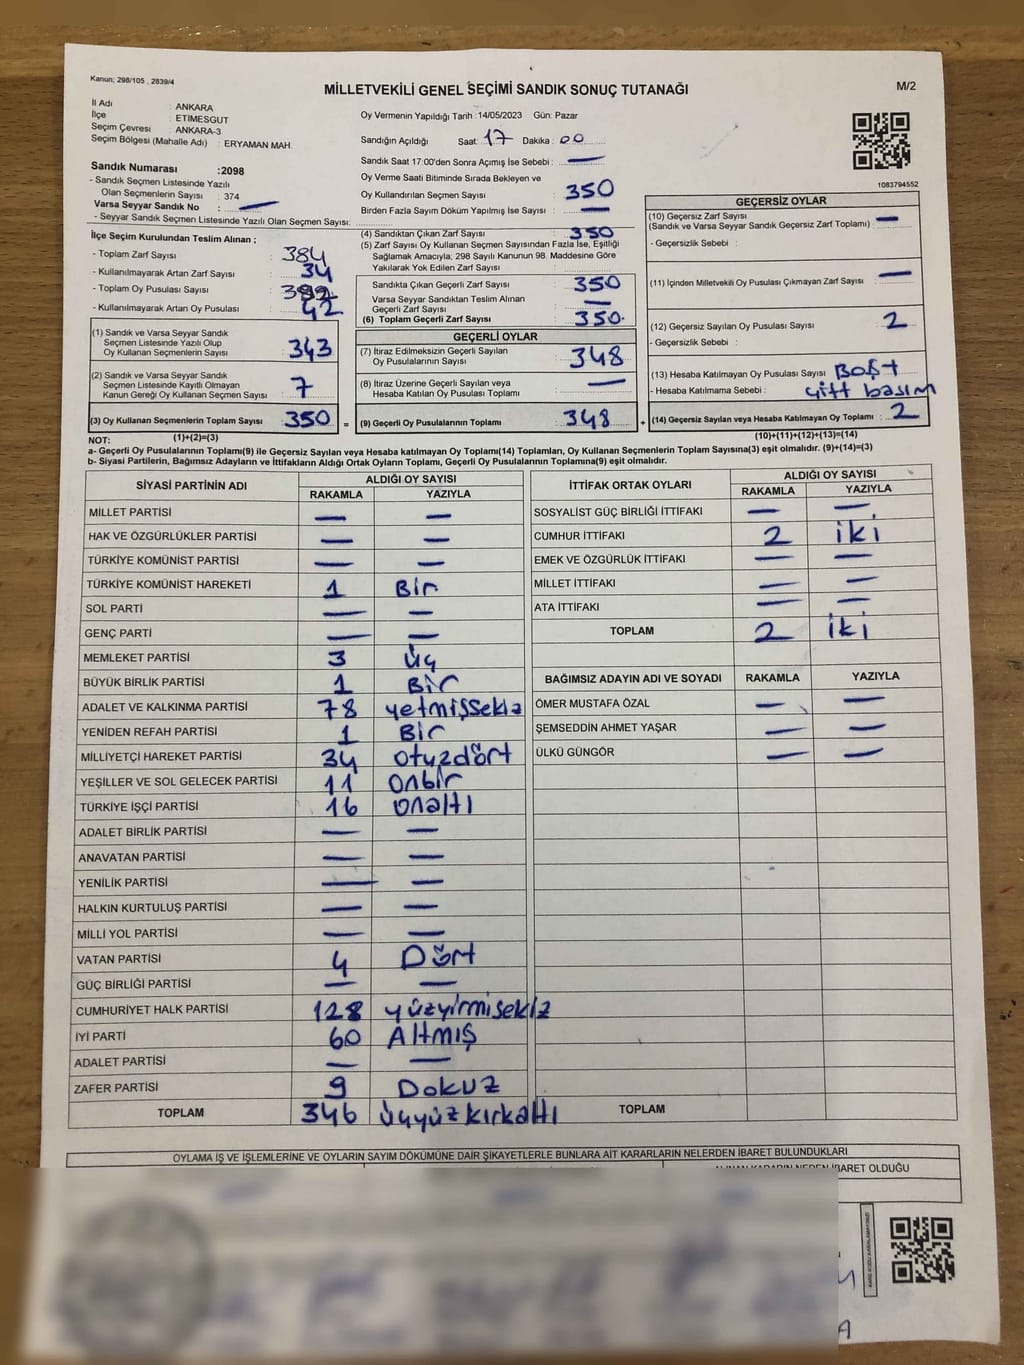 Kanun; 298/105 , 2839/4
MİLLETVEKİLİ GENEL SEÇİMİ SANDIK SONUÇ TUTANAĞI
M/2
İl Adı : ANKARA
İlçe : ETİMESGUT
Seçim Çevresi : ANKARA-3
Seçim Bölgesi (Mahalle Adı) : ERYAMAN MAH.
Sandık Numarası :2098
- Sandık Seçmen Listesinde Yazılı
Olan Seçmenlerin Sayısı : 374
Varsa Seyyar Sandık No : —
- Seyyar Sandık Seçmen Listesinde Yazılı Olan Seçmen Sayısı:
Oy Vermenin Yapıldığı Tarih :14/05/2023 Gün: Pazar
Sandığın Açıldığı Saat: 17 Dakika : 00
Sandık Saat 17:00'den Sonra Açımış İse Sebebi : —
Oy Verme Saati Bitiminde Sırada Bekleyen ve
Oy Kullandırılan Seçmen Sayısı : 350
Birden Fazla Sayım Döküm Yapılmış İse Sayısı : —
1083794552
İlçe Seçim Kurulundan Teslim Alınan ;
- Toplam Zarf Sayısı : 384
- Kullanılmayarak Artan Zarf Sayısı : 34
- Toplam Oy Pusulası Sayısı : 392
- Kullanılmayarak Artan Oy Pusulası : 42
(4) Sandıktan Çıkan Zarf Sayısı : 350
(5) Zarf Sayısı Oy Kullanan Seçmen Sayısından Fazla İse, Eşitliği
Sağlamak Amacıyla, 298 Sayılı Kanunun 98. Maddesine Göre
Yakılarak Yok Edilen Zarf Sayısı :
Sandıkta Çıkan Geçerli Zarf Sayısı : 350
Varsa Seyyar Sandıktan Teslim Alınan
Geçerli Zarf Sayısı : —
(6) Toplam Geçerli Zarf Sayısı : 350
GEÇERSİZ OYLAR
(10) Geçersiz Zarf Sayısı
(Sandık ve Varsa Seyyar Sandık Geçersiz Zarf Toplamı) : —
- Geçersizlik Sebebi :
(11) İçinden Milletvekili Oy Pusulası Çıkmayan Zarf Sayısı : —
(12) Geçersiz Sayılan Oy Pusulası Sayısı : 2
- Geçersizlik Sebebi :
(13) Hesaba Katılmayan Oy Pusulası Sayısı : BOŞ+
- Hesaba Katılmama Sebebi : çift basım
(14) Geçersiz Sayılan veya Hesaba Katılmayan Oy Toplamı : 2
(1) Sandık ve Varsa Seyyar Sandık
Seçmen Listesinde Yazılı Olup
Oy Kullanan Seçmenlerin Sayısı : 343
(2) Sandık ve Varsa Seyyar Sandık
Seçmen Listesinde Kayıtlı Olmayan
Kanun Gereği Oy Kullanan Seçmen Sayısı : 7
(3) Oy Kullanan Seçmenlerin Toplam Sayısı : 350 =
GEÇERLİ OYLAR
(7) İtiraz Edilmeksizin Geçerli Sayılan
Oy Pusulalarının Sayısı : 348
(8) İtiraz Üzerine Geçerli Sayılan veya
Hesaba Katılan Oy Pusulası Toplamı : —
(9) Geçerli Oy Pusulalarının Toplamı : 348 +
NOT: (1)+(2)=(3)
(10)+(11)+(12)+(13)=(14)
a- Geçerli Oy Pusulalarının Toplamı(9) ile Geçersiz Sayılan veya Hesaba katılmayan Oy Toplamı(14) Toplamları, Oy Kullanan Seçmenlerin Toplam Sayısına(3) eşit olmalıdır. (9)+(14)=(3)
b- Siyasi Partilerin, Bağımsız Adayların ve İttifakların Aldığı Ortak Oyların Toplamı, Geçerli Oy Pusulalarının Toplamına(9) eşit olmalıdır.
SİYASİ PARTİNİN ADI ALDIĞI OY SAYISI
RAKAMLA YAZIYLA
MİLLET PARTİSİ — —
HAK VE ÖZGÜRLÜKLER PARTİSİ — —
TÜRKİYE KOMÜNİST PARTİSİ — —
TÜRKİYE KOMÜNİST HAREKETİ 1 Bir
SOL PARTİ — —
GENÇ PARTİ — —
MEMLEKET PARTİSİ 3 üç
BÜYÜK BİRLİK PARTİSİ 1 Bir
ADALET VE KALKINMA PARTİSİ 78 yetmişsekiz
YENİDEN REFAH PARTİSİ 1 Bir
MİLLİYETÇİ HAREKET PARTİSİ 34 otuzdört
YEŞİLLER VE SOL GELECEK PARTİSİ 11 onbir
TÜRKİYE İŞÇİ PARTİSİ 16 onaltı
ADALET BİRLİK PARTİSİ — —
ANAVATAN PARTİSİ — —
YENİLİK PARTİSİ — —
HALKIN KURTULUŞ PARTİSİ — —
MİLLİ YOL PARTİSİ — —
VATAN PARTİSİ 4 Dört
GÜÇ BİRLİĞİ PARTİSİ — —
CUMHURİYET HALK PARTİSİ 128 yüzyirmisekiz
İYİ PARTİ 60 Altmış
ADALET PARTİSİ — —
ZAFER PARTİSİ 9 Dokuz
TOPLAM 346 üçyüzkırkaltı
İTTİFAK ORTAK OYLARI ALDIĞI OY SAYISI
RAKAMLA YAZIYLA
SOSYALİST GÜÇ BİRLİĞİ İTTİFAKI — —
CUMHUR İTTİFAKI 2 iki
EMEK VE ÖZGÜRLÜK İTTİFAKI — —
MİLLET İTTİFAKI — —
ATA İTTİFAKI — —
TOPLAM 2 iki
BAĞIMSIZ ADAYIN ADI VE SOYADI RAKAMLA YAZIYLA
ÖMER MUSTAFA ÖZAL — —
ŞEMSEDDİN AHMET YAŞAR — —
ÜLKÜ GÜNGÖR — —
TOPLAM
OYLAMA İŞ VE İŞLEMLERİNE VE OYLARIN SAYIM DÖKÜMÜNE DAİR ŞİKAYETLERLE BUNLARA AİT KARARLARIN NELERDEN İBARET BULUNDUKLARI
NEDEN İBARET OLDUĞU